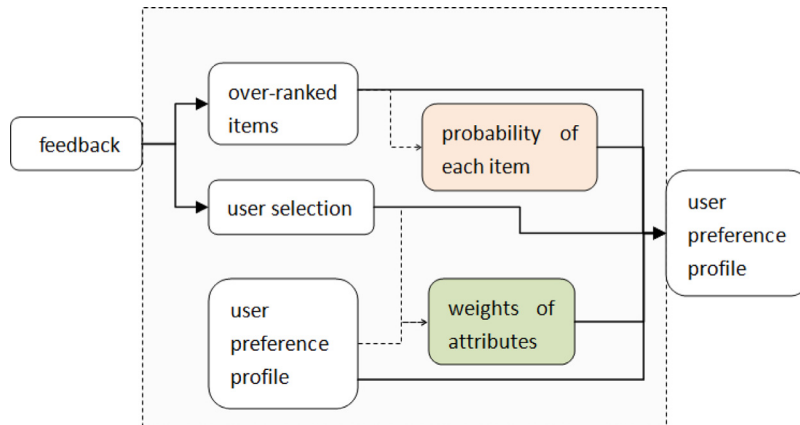 feedback
over-ranked
items
user selection
user
preference
profile
probability of
each item
weights of
attributes
user
preference
profile